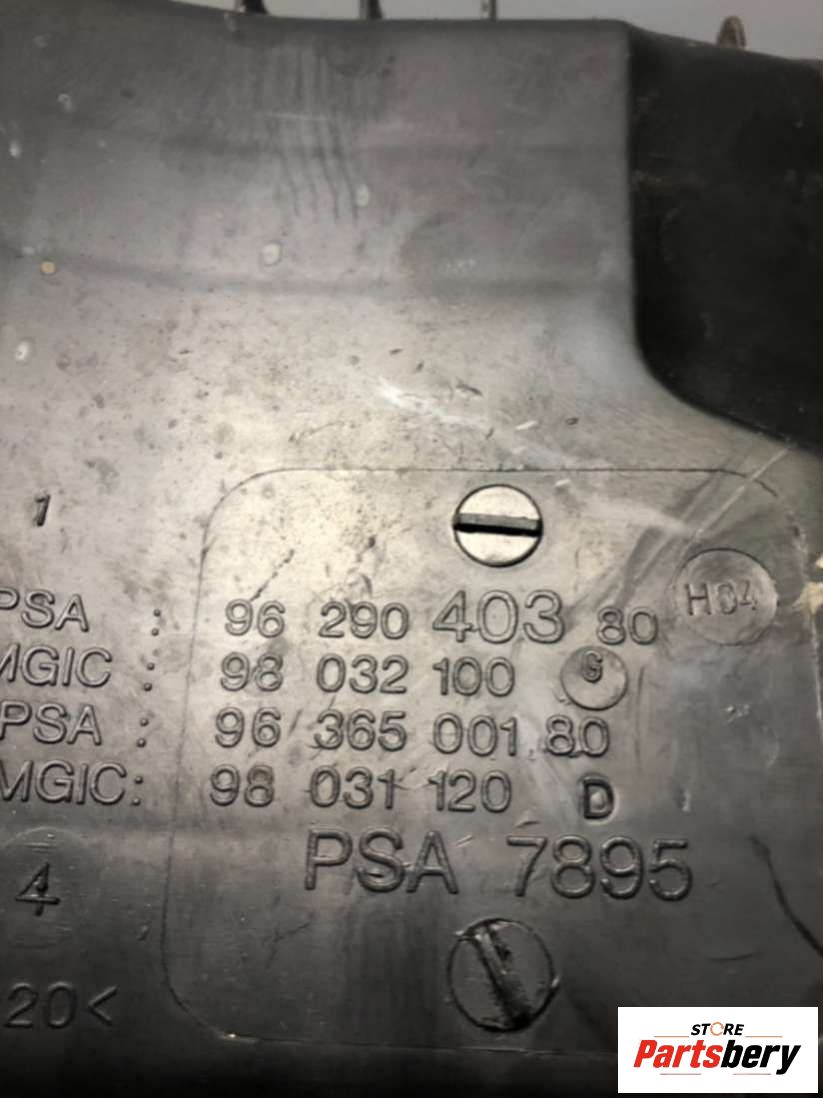 1
PSA : 96 290 403 80 H04
MGIC : 98 032 100 G
PSA : 96 365 001 80
MGIC: 98 031 120 D
PSA 7895
4
20<
STORE
Partsbery